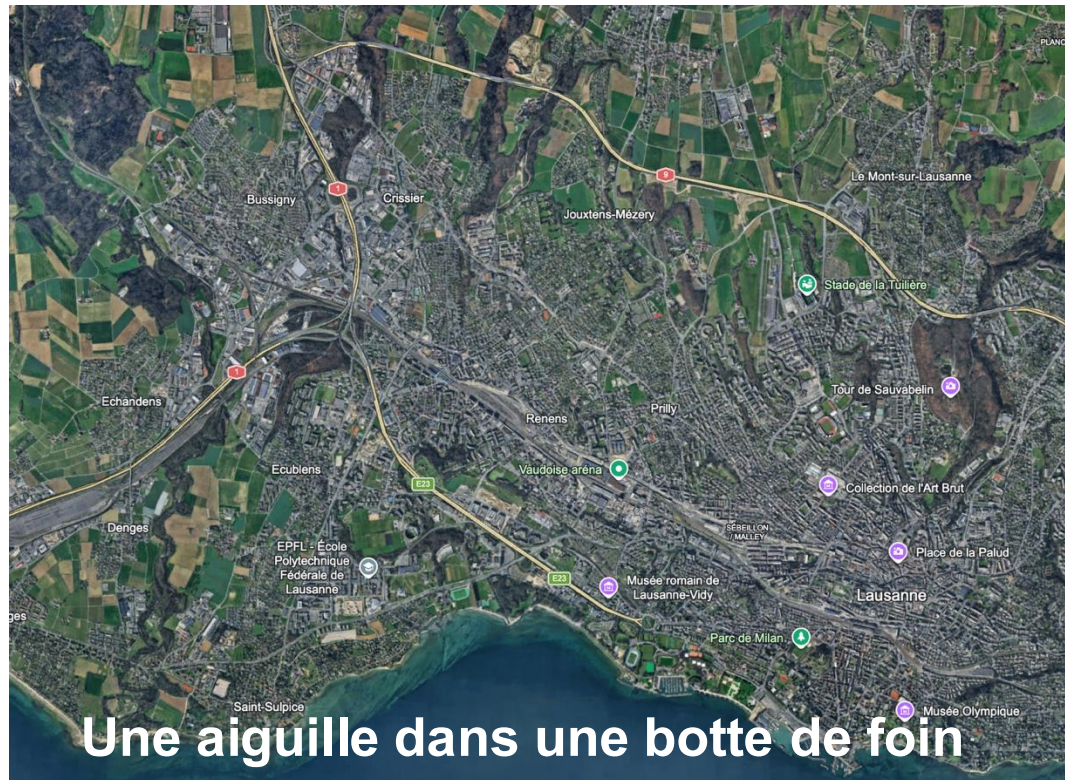 PLANC
9
Le Mont-sur-Lausanne
1
Bussigny
Crissier
Jouxtens-Mézery
Stade de la Tuilière
1
Tour de Sauvabelin
Echandens
Prilly
Renens
Vaudoise aréna
Ecublens
E23
Collection de l'Art Brut
Denges
SÉBEILLON
/ MALLEY
EPFL - École
Polytechnique
Fédérale de
Lausanne
Place de la Palud
E23
Musée romain de
Lausanne-Vidy
Lausanne
ges
Parc de Milan
Saint-Sulpice
Musée Olympique
Une aiguille dans une botte de foin